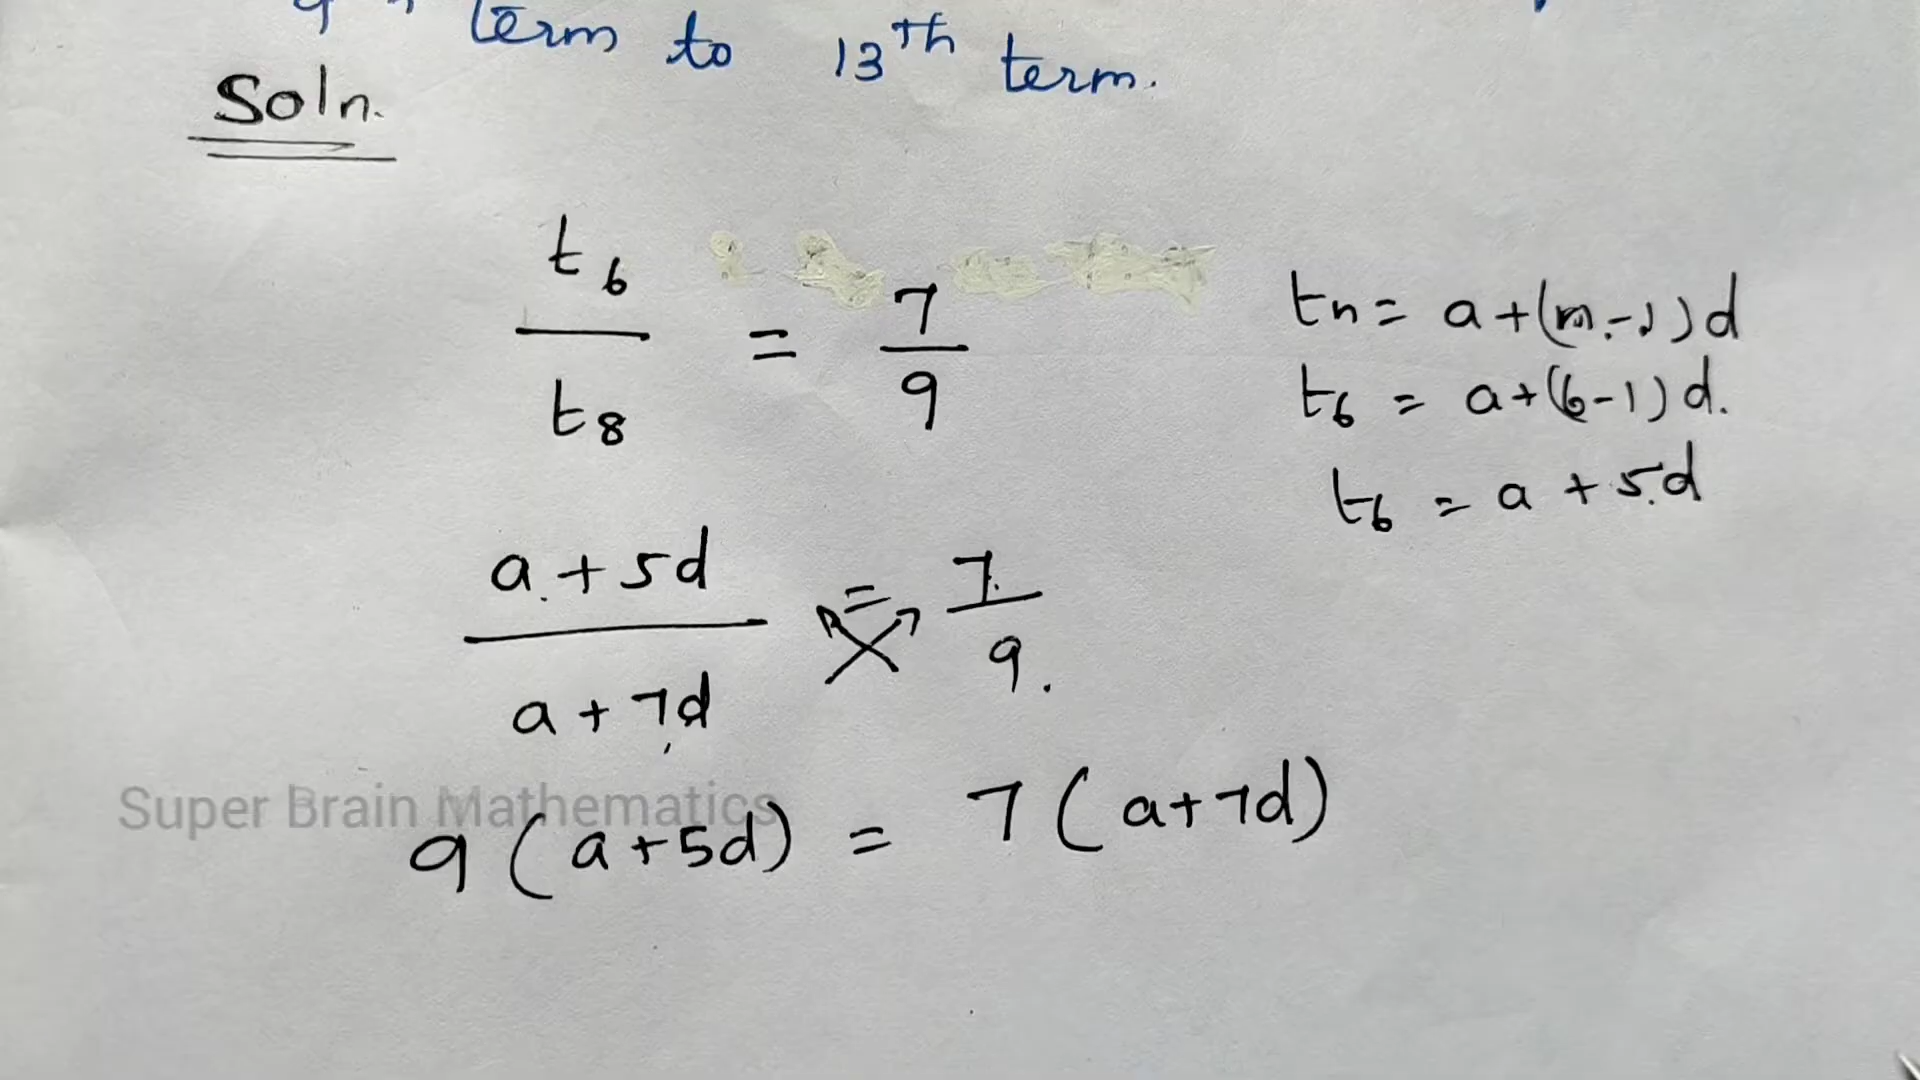 term to 13th term.
Soln.
t6 / t8 = 7 / 9
tn = a + (n-1) d
t6 = a + (6-1) d.
t6 = a + 5d
a + 5d / a + 7d = 7 / 9.
Super Brain Mathematics
9 ( a + 5d ) = 7 ( a + 7d )